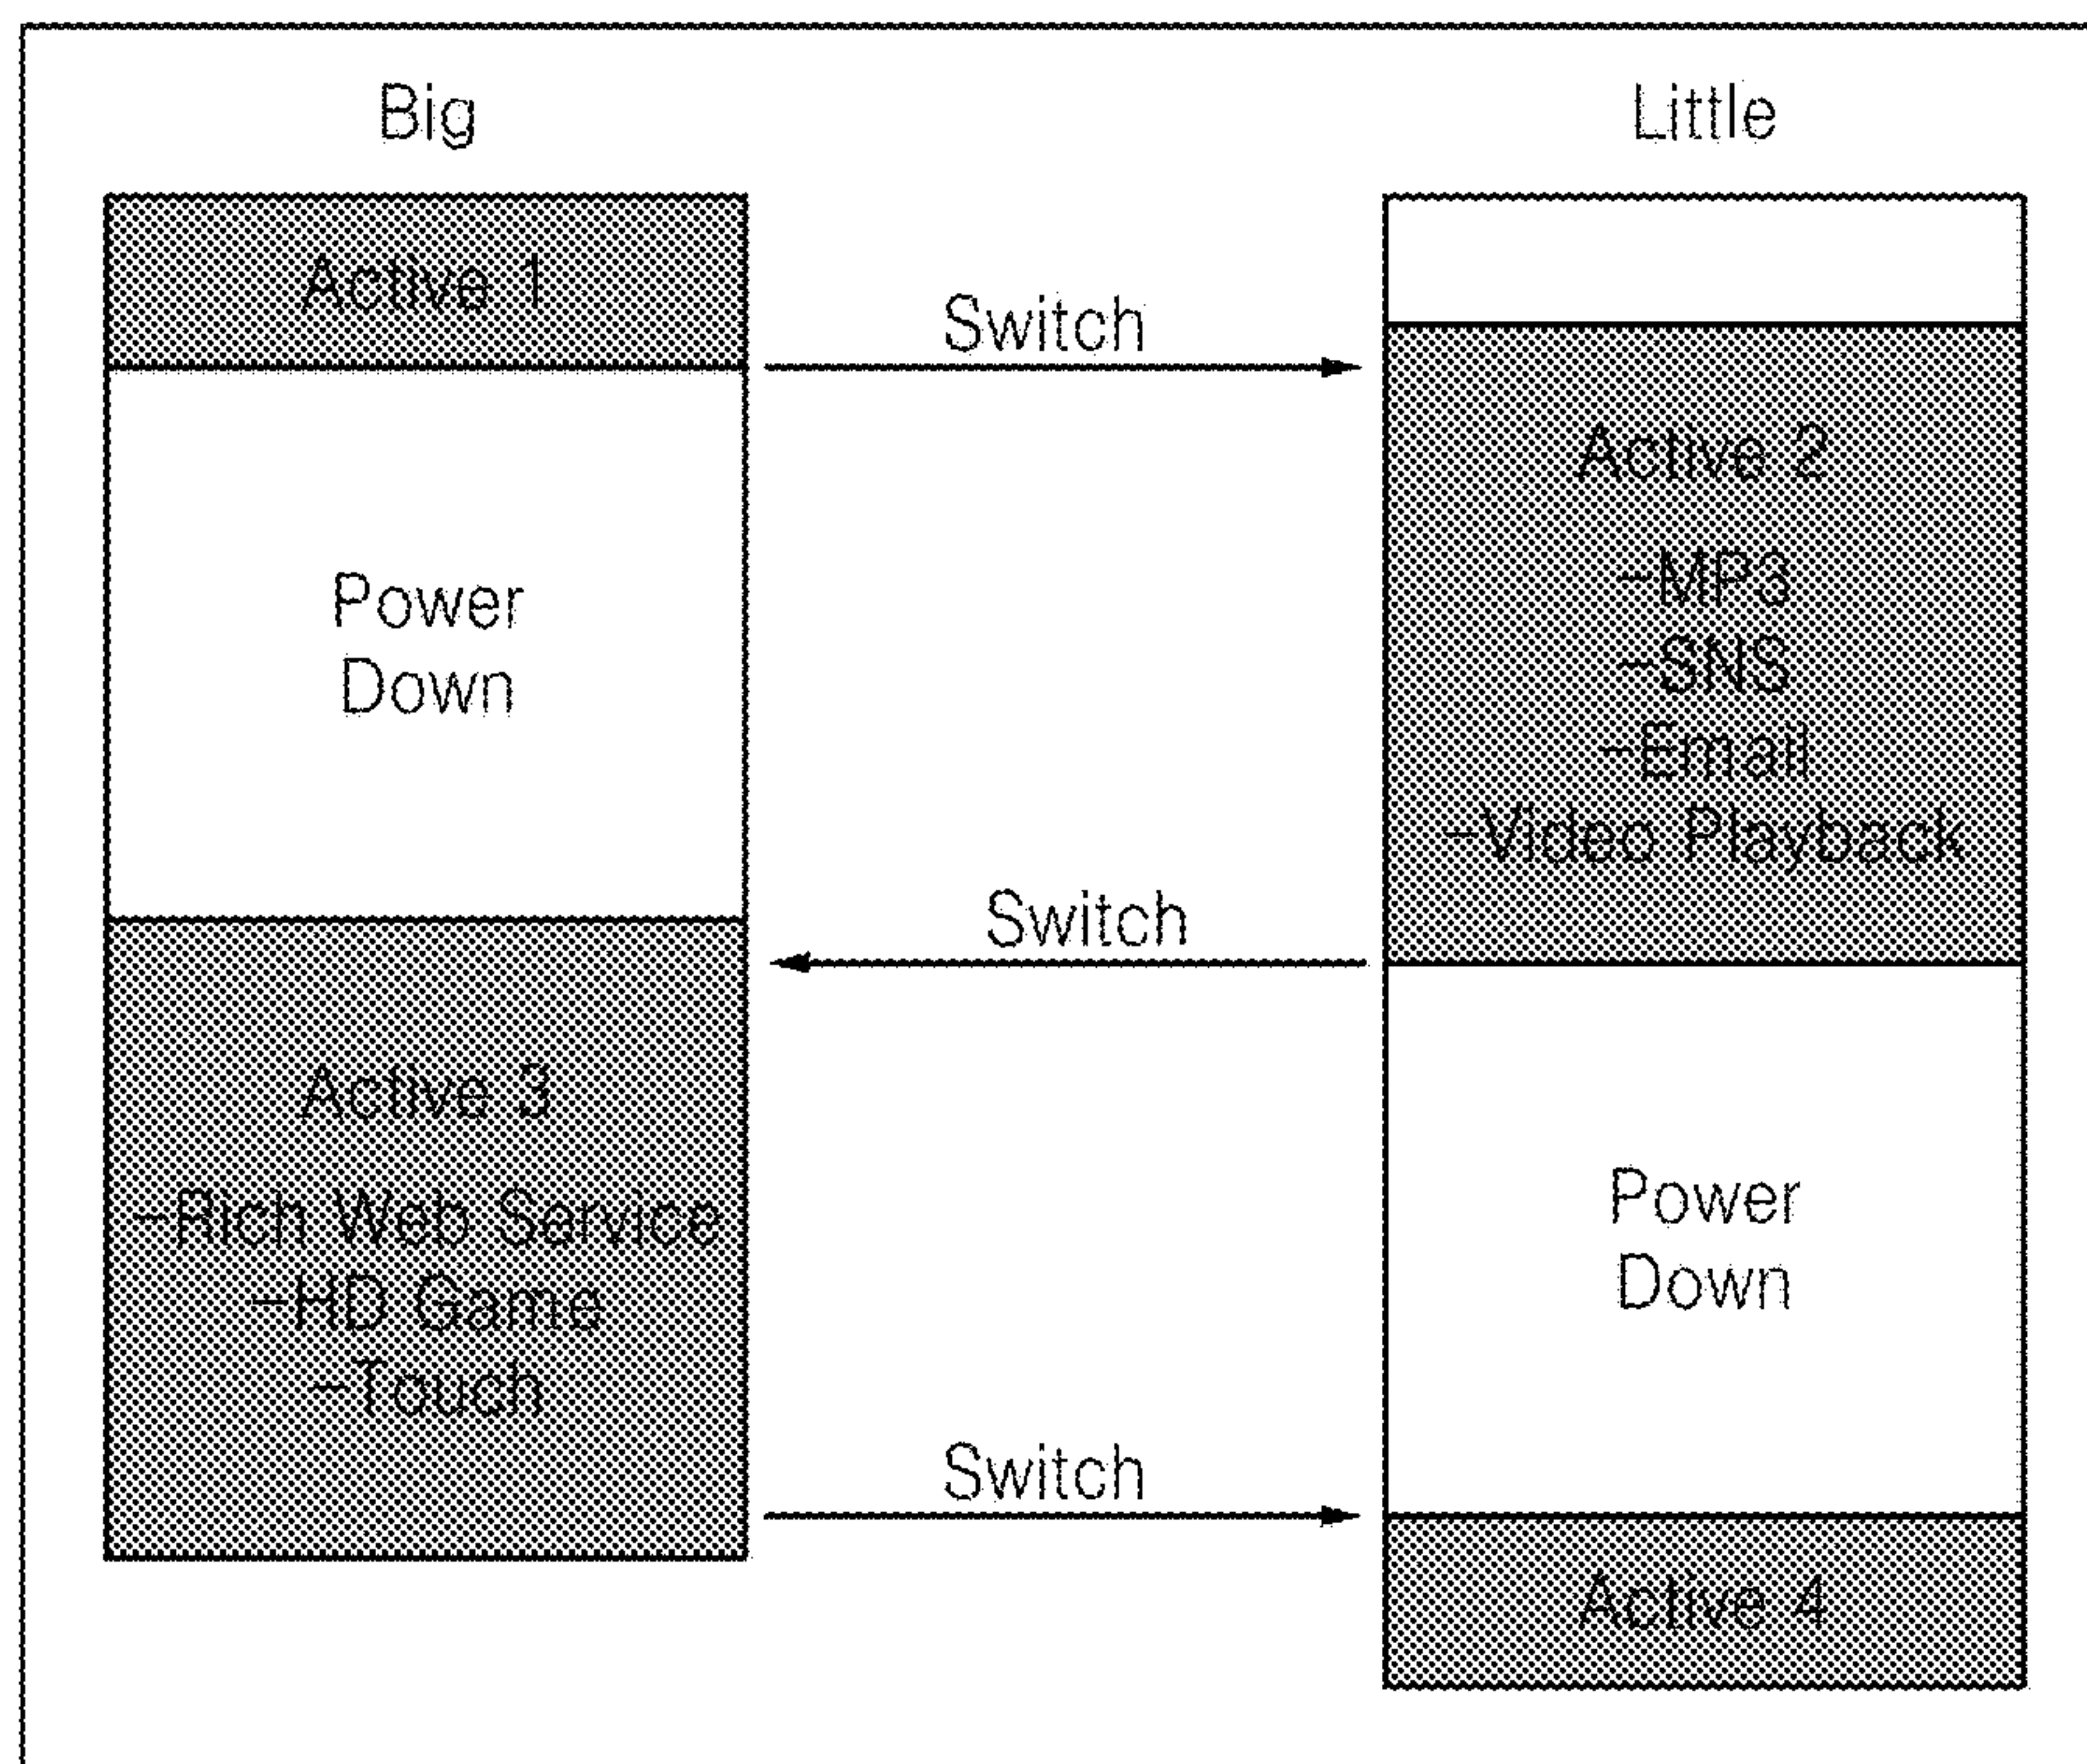 Big
Little
Active 1
Switch
Active 2
-MP3
-SNS
-Email
-Video Playback
Power
Down
Switch
Active 3
-Rich Web Service
-HD Game
-Touch
Power
Down
Switch
Active 4